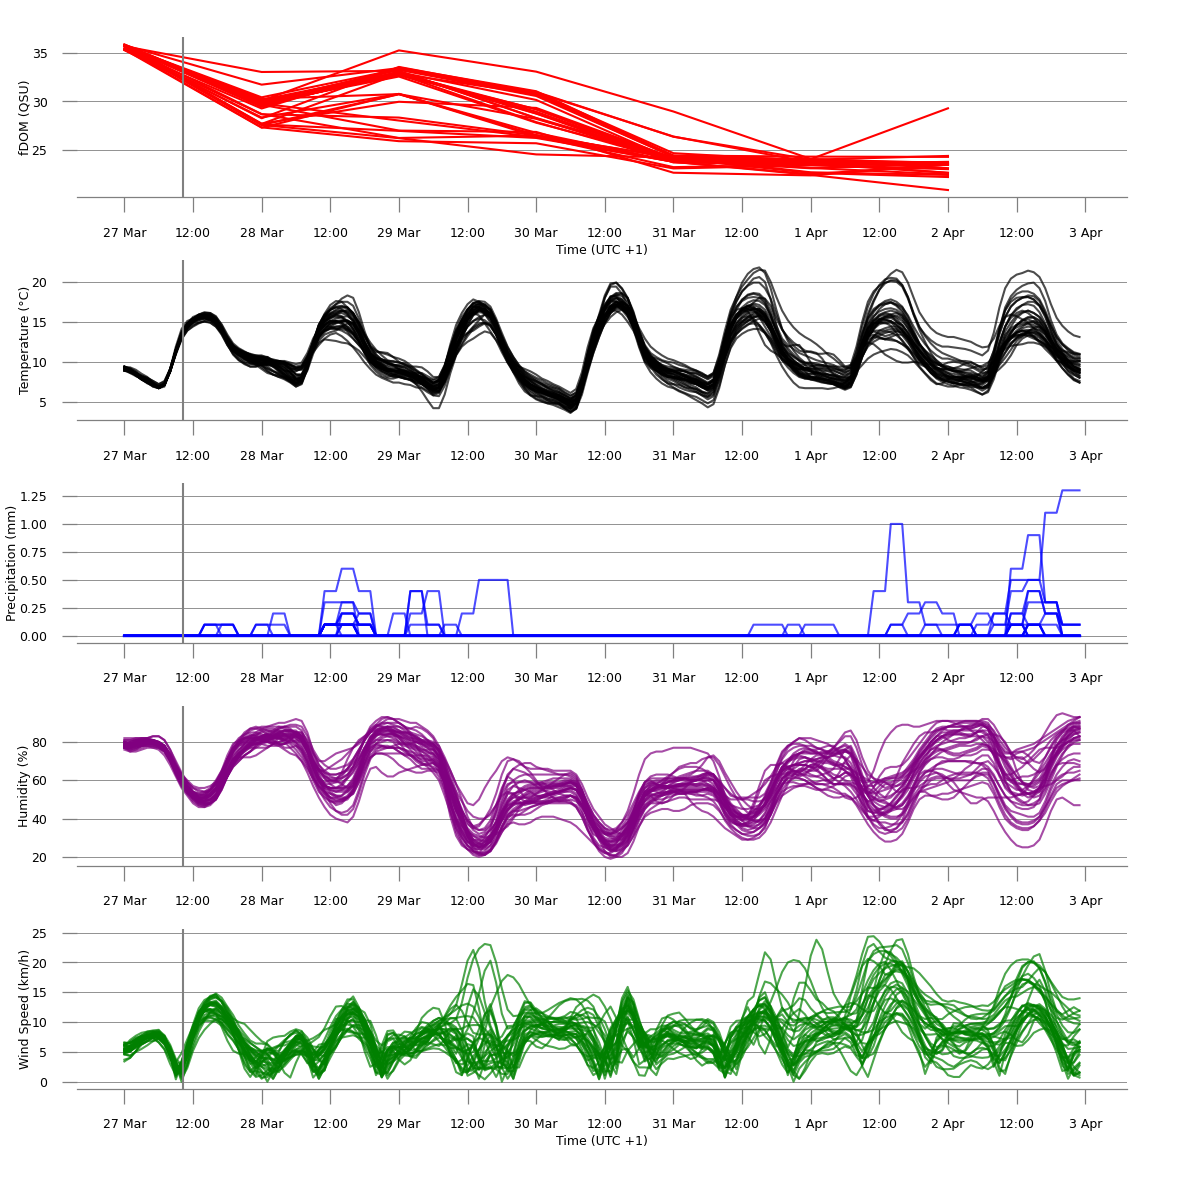 35
30
25
fDOM (QSU)
27 Mar 12:00 28 Mar 12:00 29 Mar 12:00 30 Mar 12:00 31 Mar 12:00 1 Apr 12:00 2 Apr 12:00 3 Apr
Time (UTC +1)
20
15
10
5
Temperature (°C)
27 Mar 12:00 28 Mar 12:00 29 Mar 12:00 30 Mar 12:00 31 Mar 12:00 1 Apr 12:00 2 Apr 12:00 3 Apr
1.25
1.00
0.75
0.50
0.25
0.00
Precipitation (mm)
27 Mar 12:00 28 Mar 12:00 29 Mar 12:00 30 Mar 12:00 31 Mar 12:00 1 Apr 12:00 2 Apr 12:00 3 Apr
80
60
40
20
Humidity (%)
27 Mar 12:00 28 Mar 12:00 29 Mar 12:00 30 Mar 12:00 31 Mar 12:00 1 Apr 12:00 2 Apr 12:00 3 Apr
25
20
15
10
5
0
Wind Speed (km/h)
27 Mar 12:00 28 Mar 12:00 29 Mar 12:00 30 Mar 12:00 31 Mar 12:00 1 Apr 12:00 2 Apr 12:00 3 Apr
Time (UTC +1)